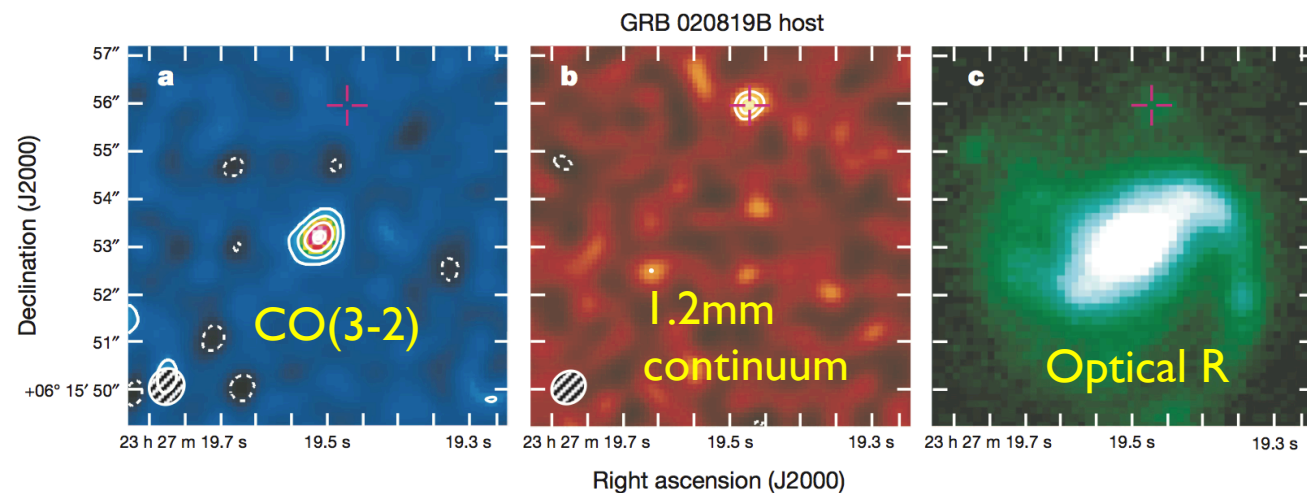 GRB 020819B host
a
b
c
57″
56″
55″
54″
53″
52″
51″
+06° 15′ 50″
Declination (J2000)
CO(3-2)
1.2mm
continuum
Optical R
23 h 27 m 19.7 s
19.5 s
19.3 s
23 h 27 m 19.7 s
19.5 s
19.3 s
23 h 27 m 19.7 s
19.5 s
19.3 s
Right ascension (J2000)